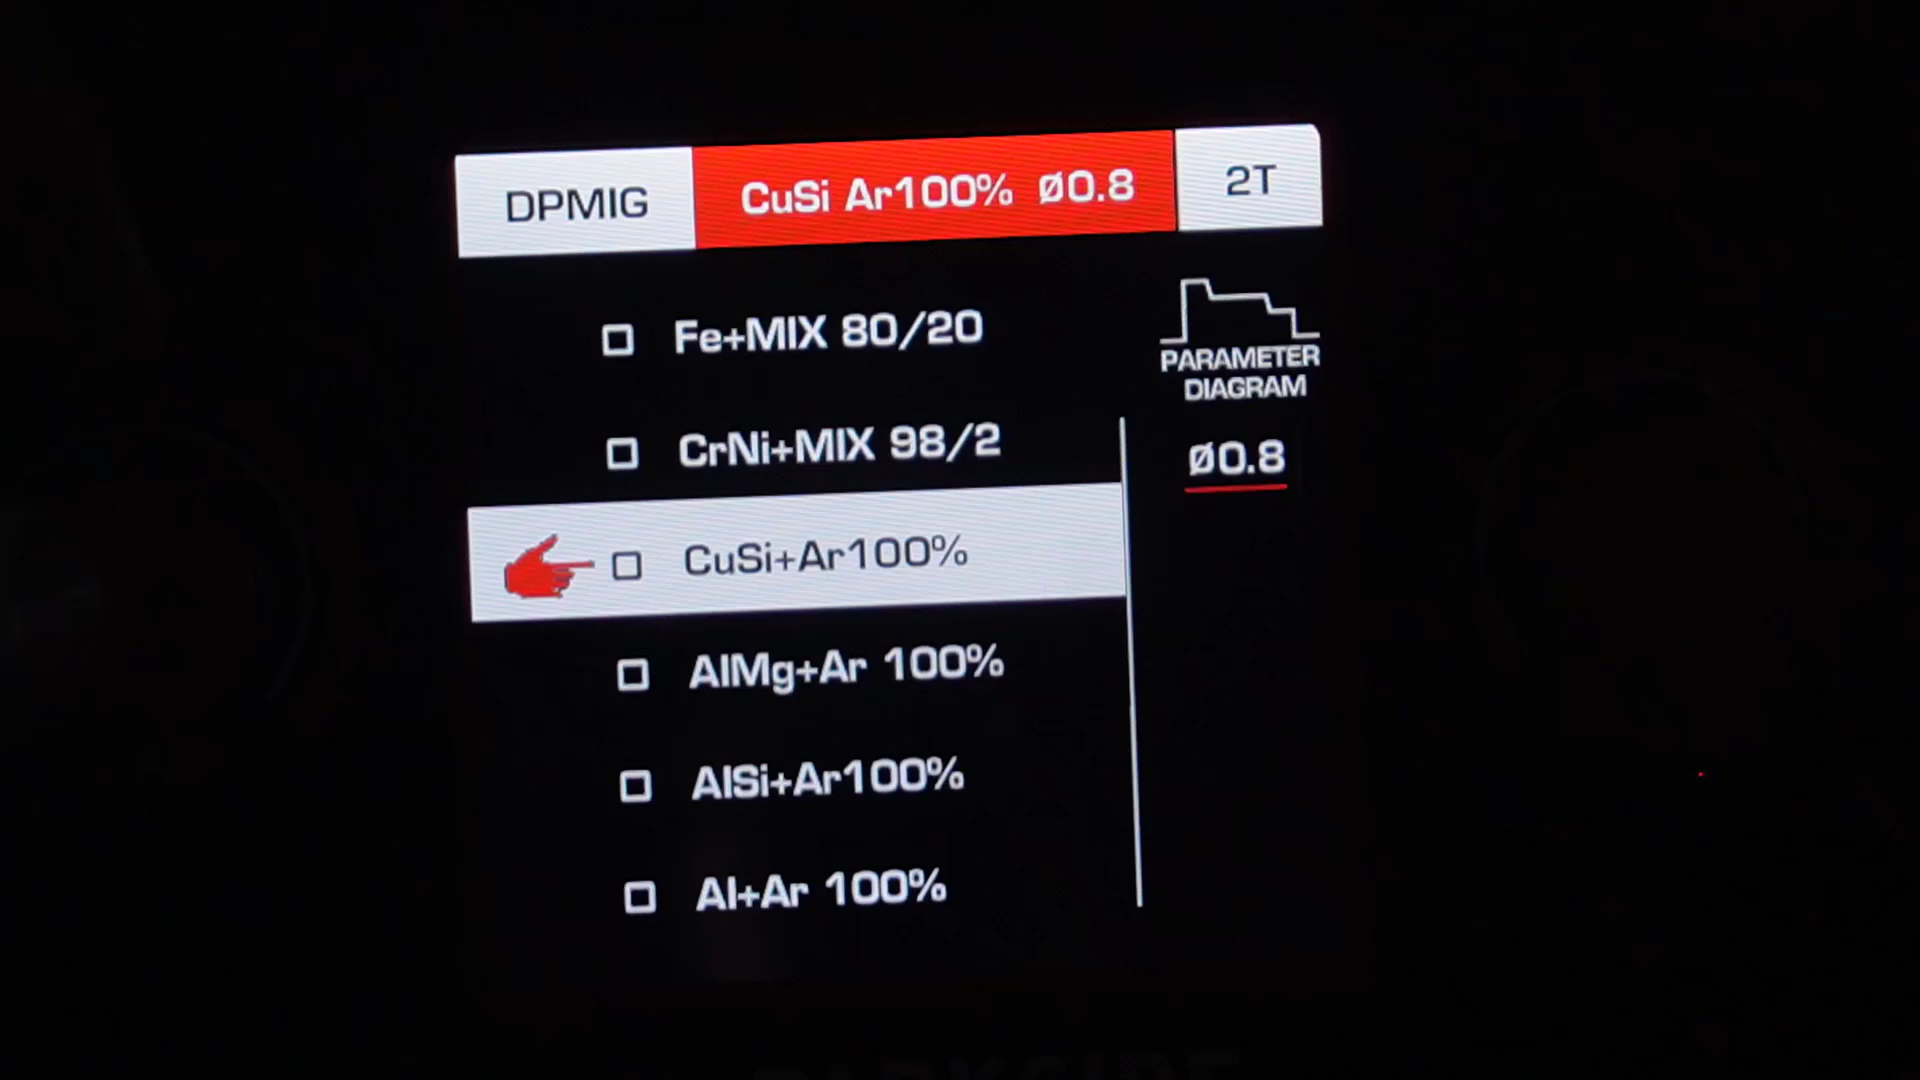 DPMIG CuSi Ar100% Ø0.8 2T
Fe+MIX 80/20
PARAMETER
DIAGRAM
CrNi+MIX 98/2
Ø0.8
CuSi+Ar100%
AlMg+Ar 100%
AlSi+Ar100%
Al+Ar 100%